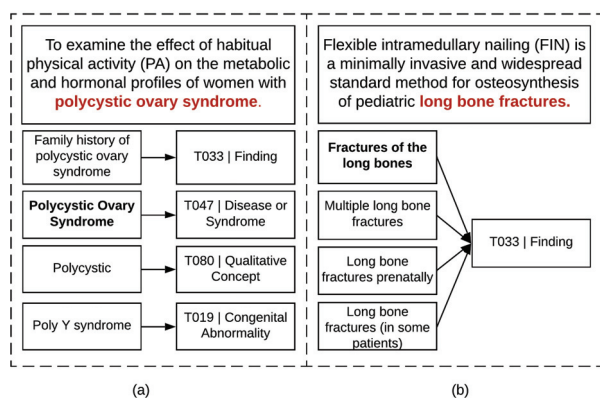 To examine the effect of habitual
physical activity (PA) on the metabolic
and hormonal profiles of women with
polycystic ovary syndrome.
Family history of
polycystic ovary
syndrome
T033 | Finding
Polycystic Ovary
Syndrome
T047 | Disease or
Syndrome
Polycystic
T080 | Qualitative
Concept
Poly Y syndrome
T019 | Congenital
Abnormality
(a)
Flexible intramedullary nailing (FIN) is
a minimally invasive and widespread
standard method for osteosynthesis
of pediatric long bone fractures.
Fractures of the
long bones
Multiple long bone
fractures
Long bone
fractures prenatally
Long bone
fractures (in some
patients)
T033 | Finding
(b)